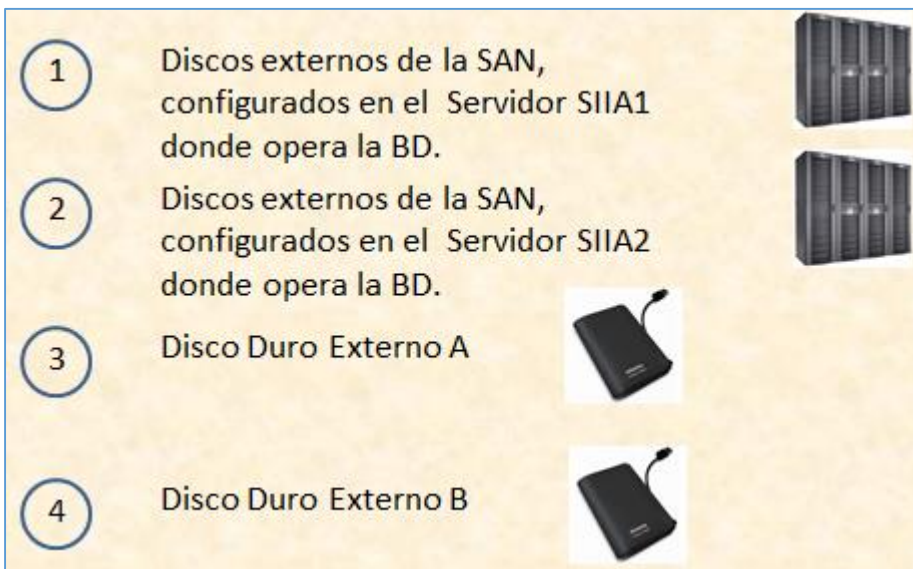 1
Discos externos de la SAN,
configurados en el Servidor SIIA1
donde opera la BD.
2
Discos externos de la SAN,
configurados en el Servidor SIIA2
donde opera la BD.
3
Disco Duro Externo A
4
Disco Duro Externo B